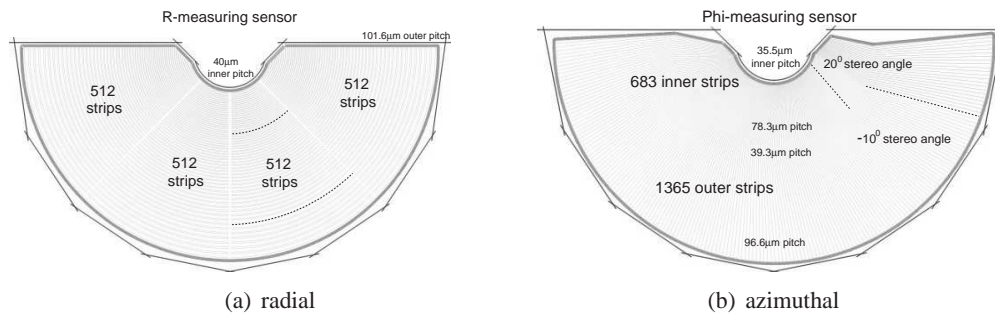 R-measuring sensor
101.6μm outer pitch
40μm
inner pitch
512
strips
512
strips
512
strips
512
strips
(a) radial
Phi-measuring sensor
35.5μm
inner pitch
20⁰ stereo angle
683 inner strips
78.3μm pitch
-10⁰ stereo angle
39.3μm pitch
1365 outer strips
96.6μm pitch
(b) azimuthal